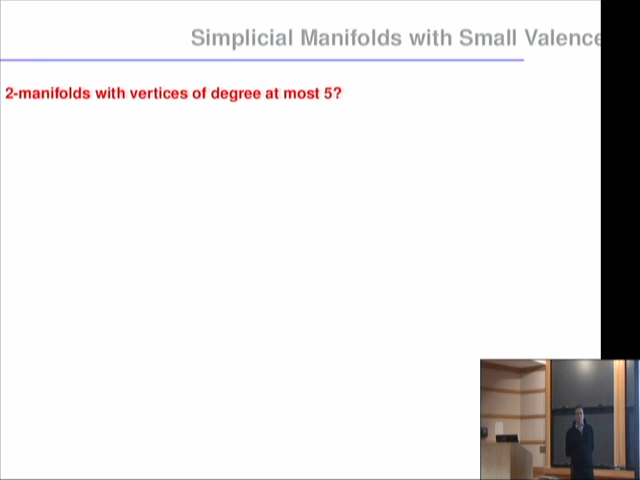 Simplicial Manifolds with Small Valence
2-manifolds with vertices of degree at most 5?